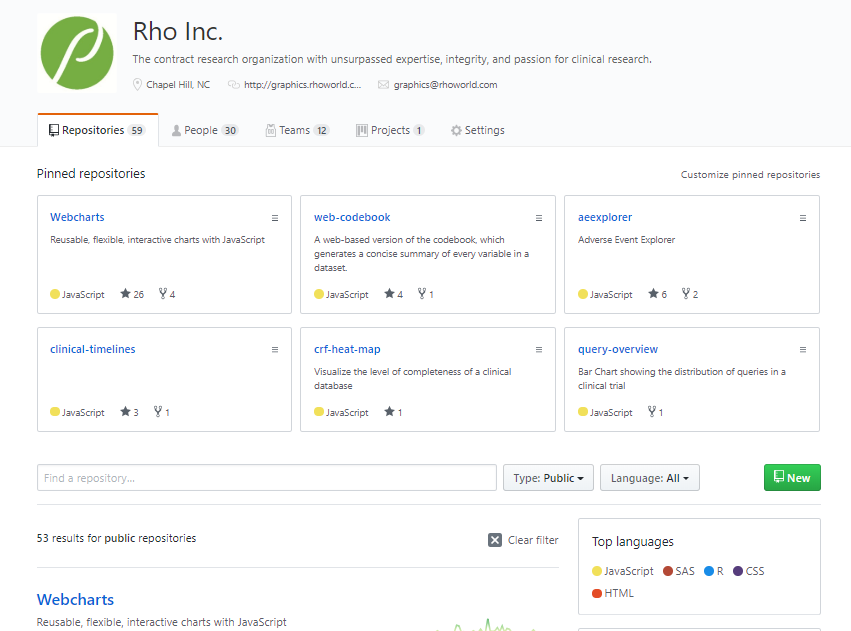 Rho Inc.
The contract research organization with unsurpassed expertise, integrity, and passion for clinical research.
Chapel Hill, NC http://graphics.rhoworld.c... graphics@rhoworld.com
Repositories 59 People 30 Teams 12 Projects 1 Settings
Pinned repositories Customize pinned repositories
Webcharts
Reusable, flexible, interactive charts with JavaScript
JavaScript 26 4
web-codebook
A web-based version of the codebook, which
generates a concise summary of every variable in a
dataset.
JavaScript 4 1
aeexplorer
Adverse Event Explorer
JavaScript 6 2
clinical-timelines
JavaScript 3 1
crf-heat-map
Visualize the level of completeness of a clinical
database
JavaScript 1
query-overview
Bar Chart showing the distribution of queries in a
clinical trial
JavaScript 1
Find a repository... Type: Public Language: All New
53 results for public repositories Clear filter
Webcharts
Reusable, flexible, interactive charts with JavaScript
Top languages
JavaScript SAS R CSS
HTML